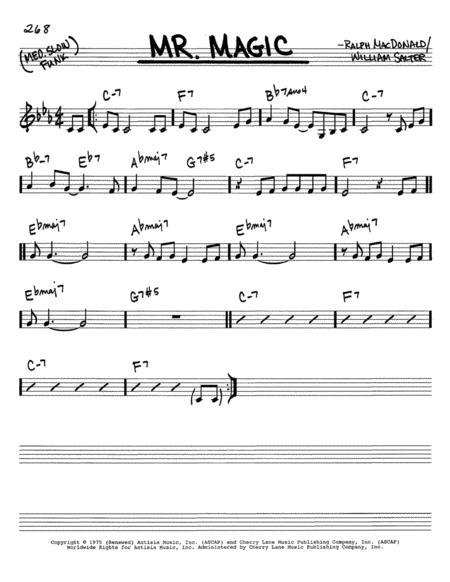 268
(MED. SLOW FUNK)
MR. MAGIC
–RALPH MACDONALD/
WILLIAM SALTER
C-7 F7 Bb7sus4 C-7
Bb-7 Eb7 Abmaj7 G7#5 C-7 F7
Ebmaj7 Abmaj7 Ebmaj7 Abmaj7
Ebmaj7 G7#5 C-7 F7
C-7 F7
Copyright © 1975 (Renewed) Antisia Music, Inc. (ASCAP) and Cherry Lane Music Publishing Company, Inc. (ASCAP)
Worldwide Rights for Antisia Music, Inc. Administered by Cherry Lane Music Publishing Company, Inc.